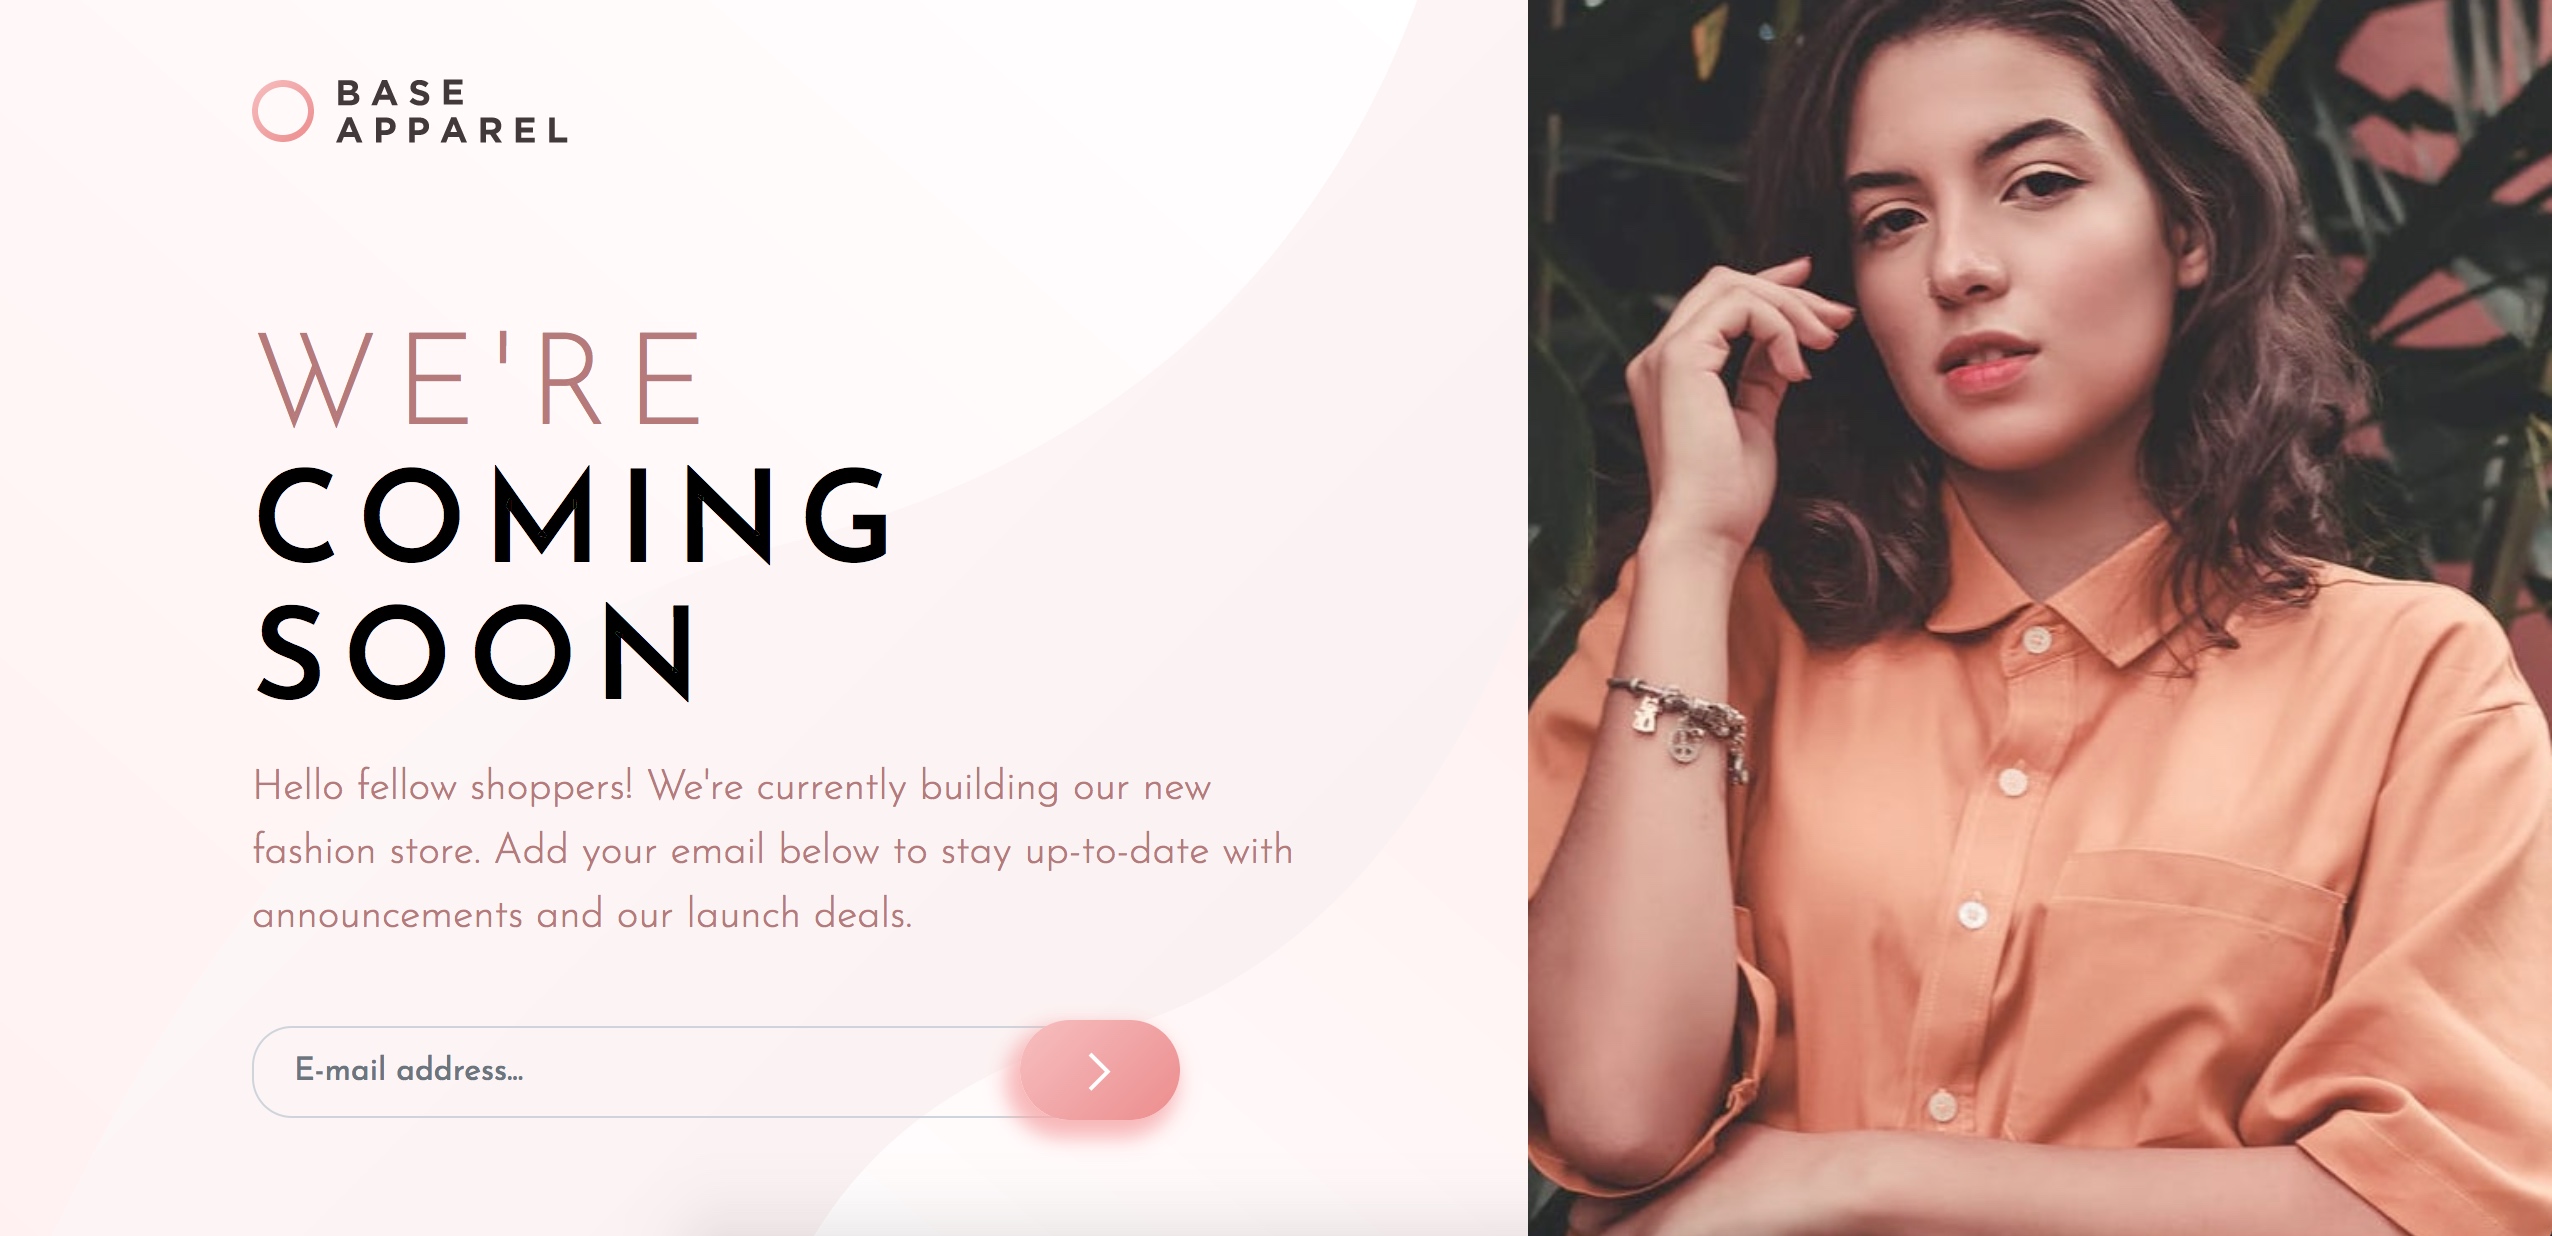 BASE
APPAREL
WE'RE
COMING
SOON
Hello fellow shoppers! We're currently building our new
fashion store. Add your email below to stay up-to-date with
announcements and our launch deals.
E-mail address...